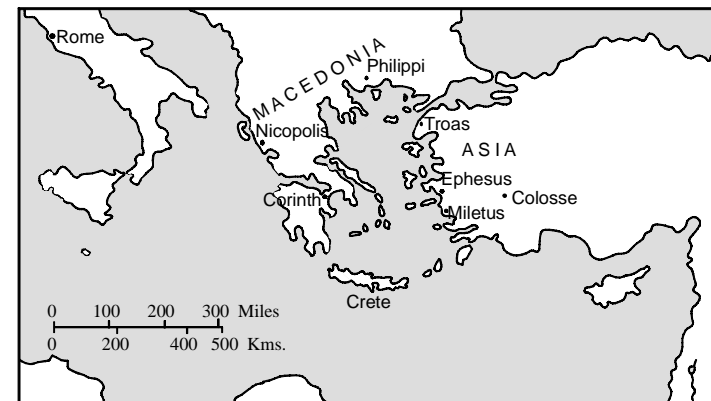 Rome
MACEDONIA
Philippi
Troas
Nicopolis
ASIA
Ephesus
Colosse
Corinth
Miletus
Crete
0 100 200 300 Miles
0 200 400 500 Kms.